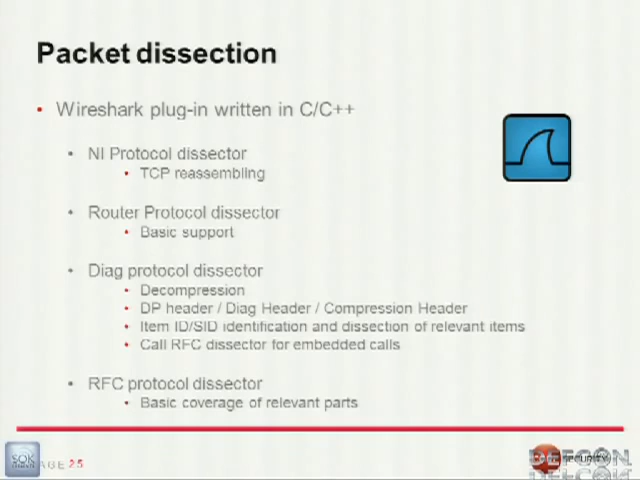 Packet dissection
• Wireshark plug-in written in C/C++
• NI Protocol dissector
• TCP reassembling
• Router Protocol dissector
• Basic support
• Diag protocol dissector
• Decompression
• DP header / Diag Header / Compression Header
• Item ID/SID identification and dissection of relevant items
• Call RFC dissector for embedded calls
• RFC protocol dissector
• Basic coverage of relevant parts
AGE 25
DEFCON